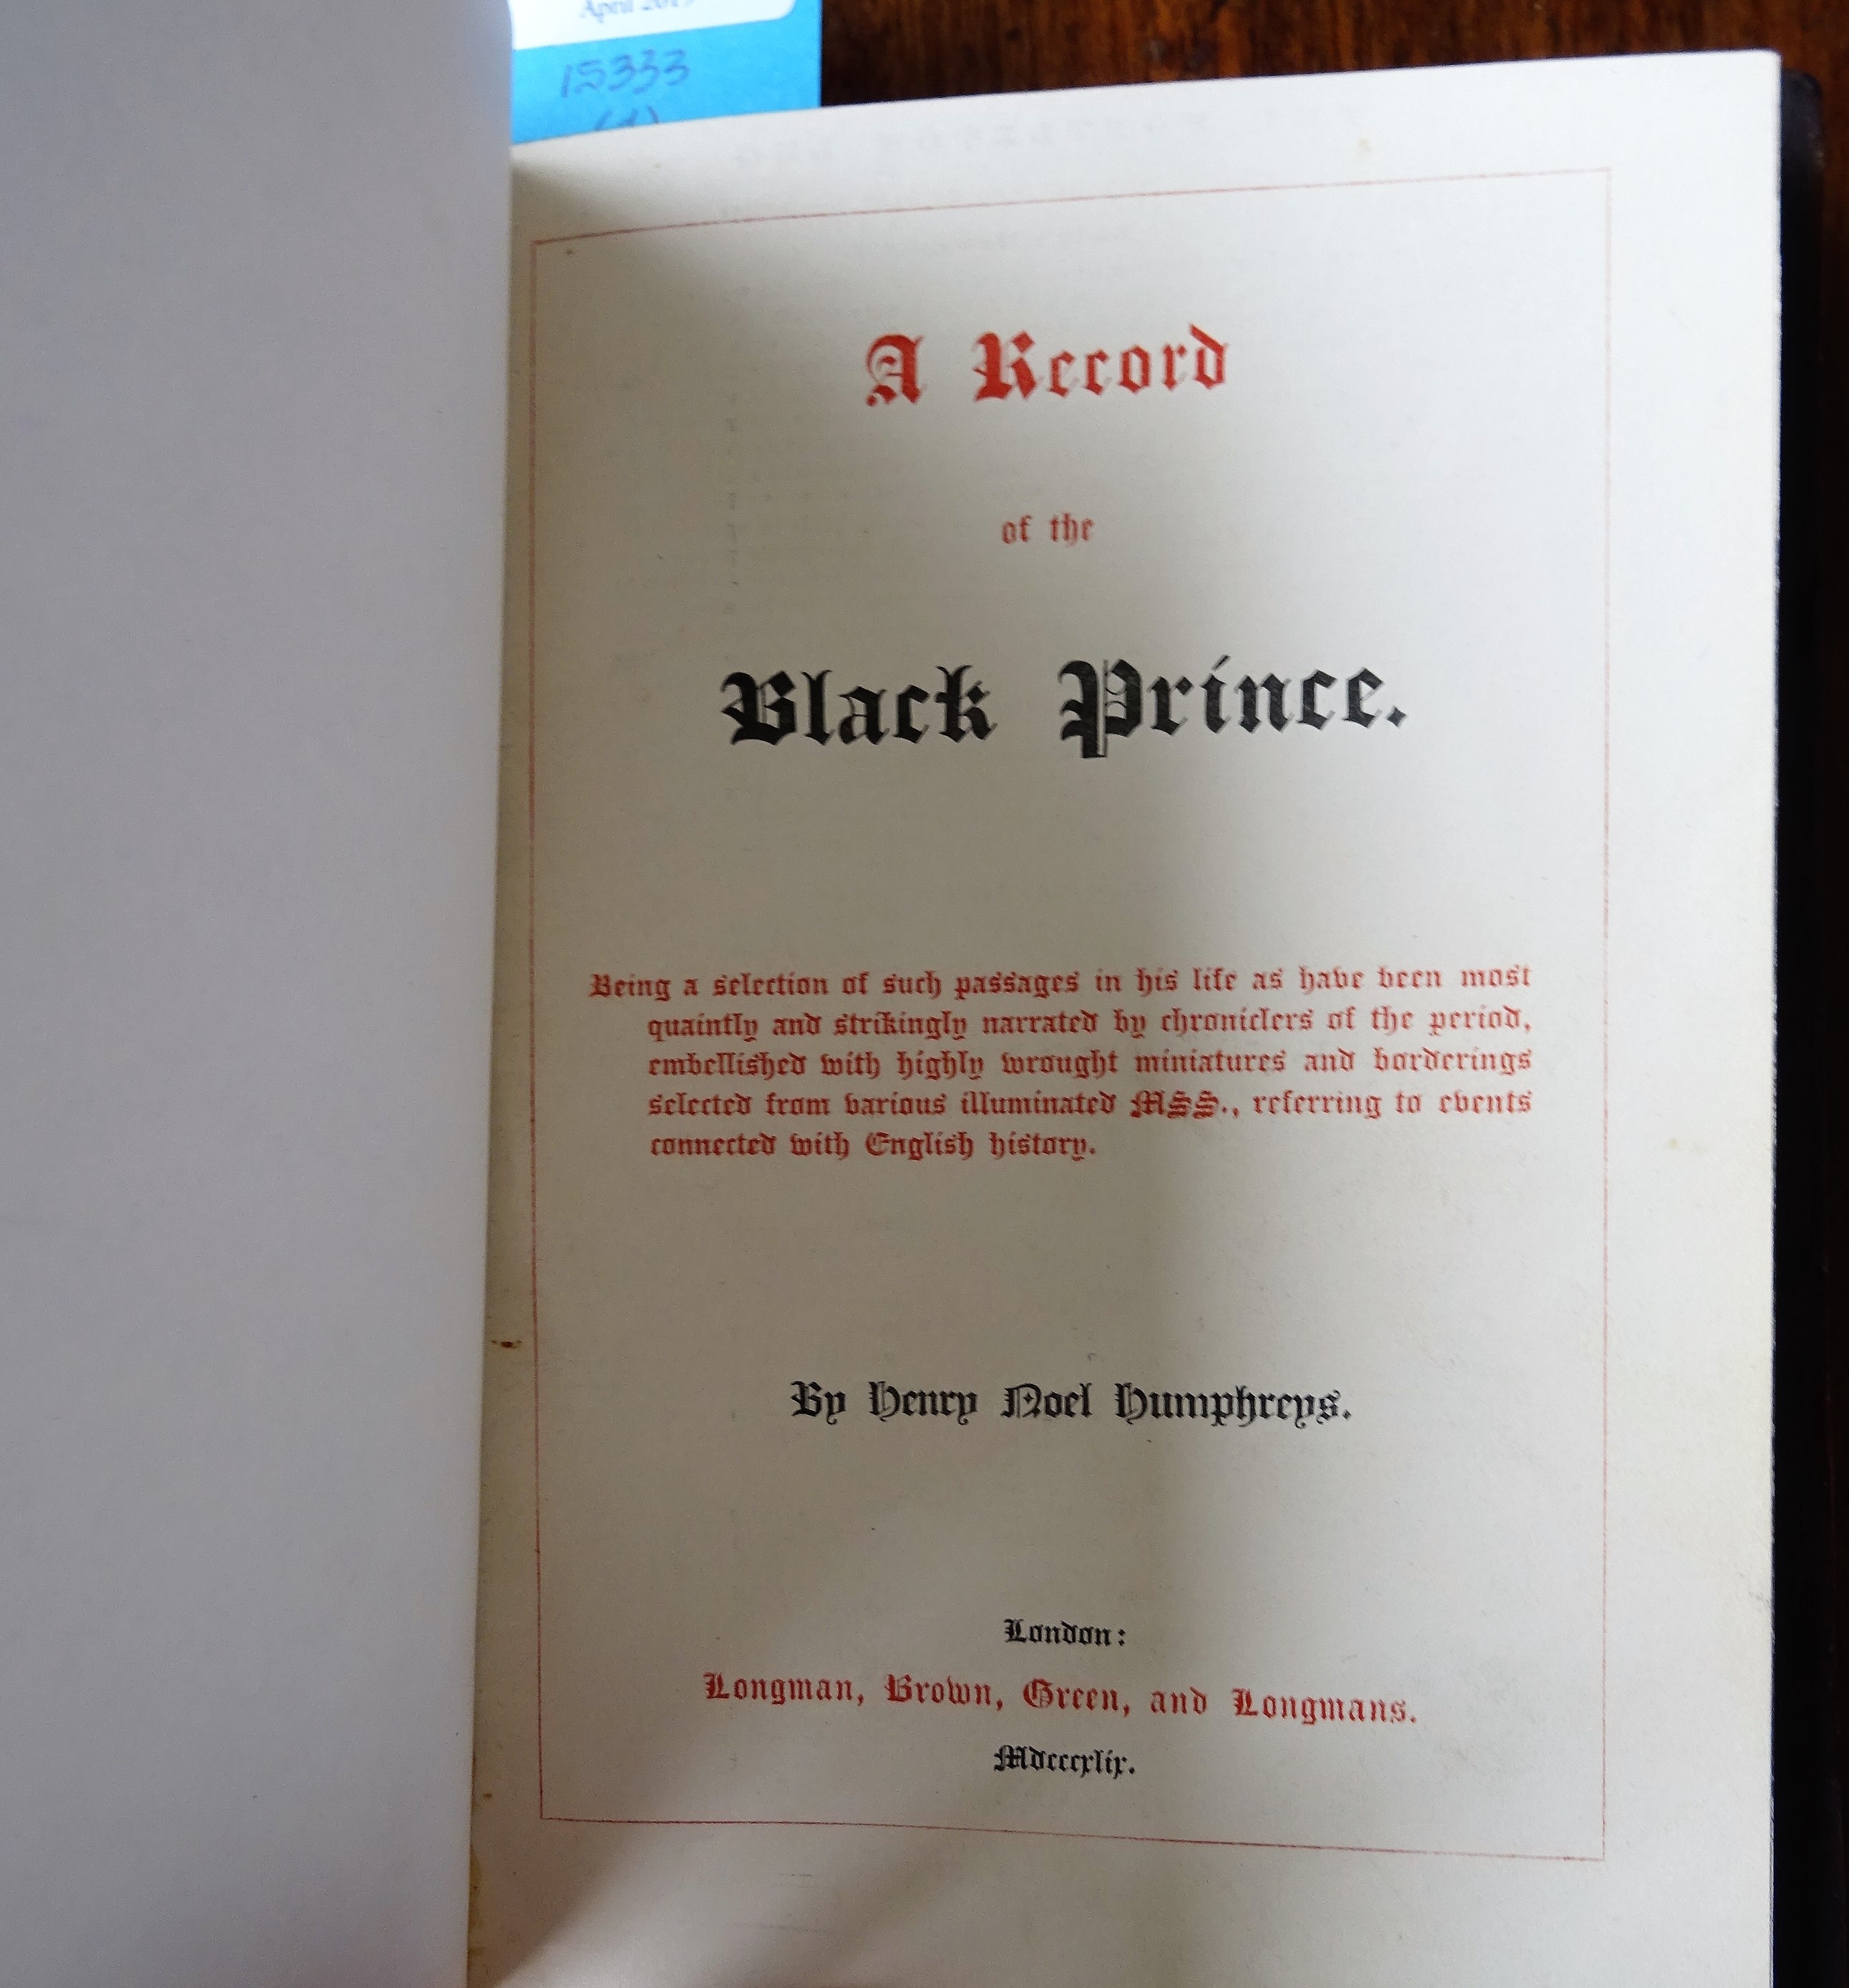 15333
(1)
A Record
of the
Black Prince.
Being a selection of such passages in his life as have been most
quaintly and strikingly narrated by chroniclers of the period,
embellished with highly wrought miniatures and borderings
selected from various illuminated MSS., referring to events
connected with English history.
By Henry Noel Humphreys.
London:
Longman, Brown, Green, and Longmans.
Mdcccxlix.